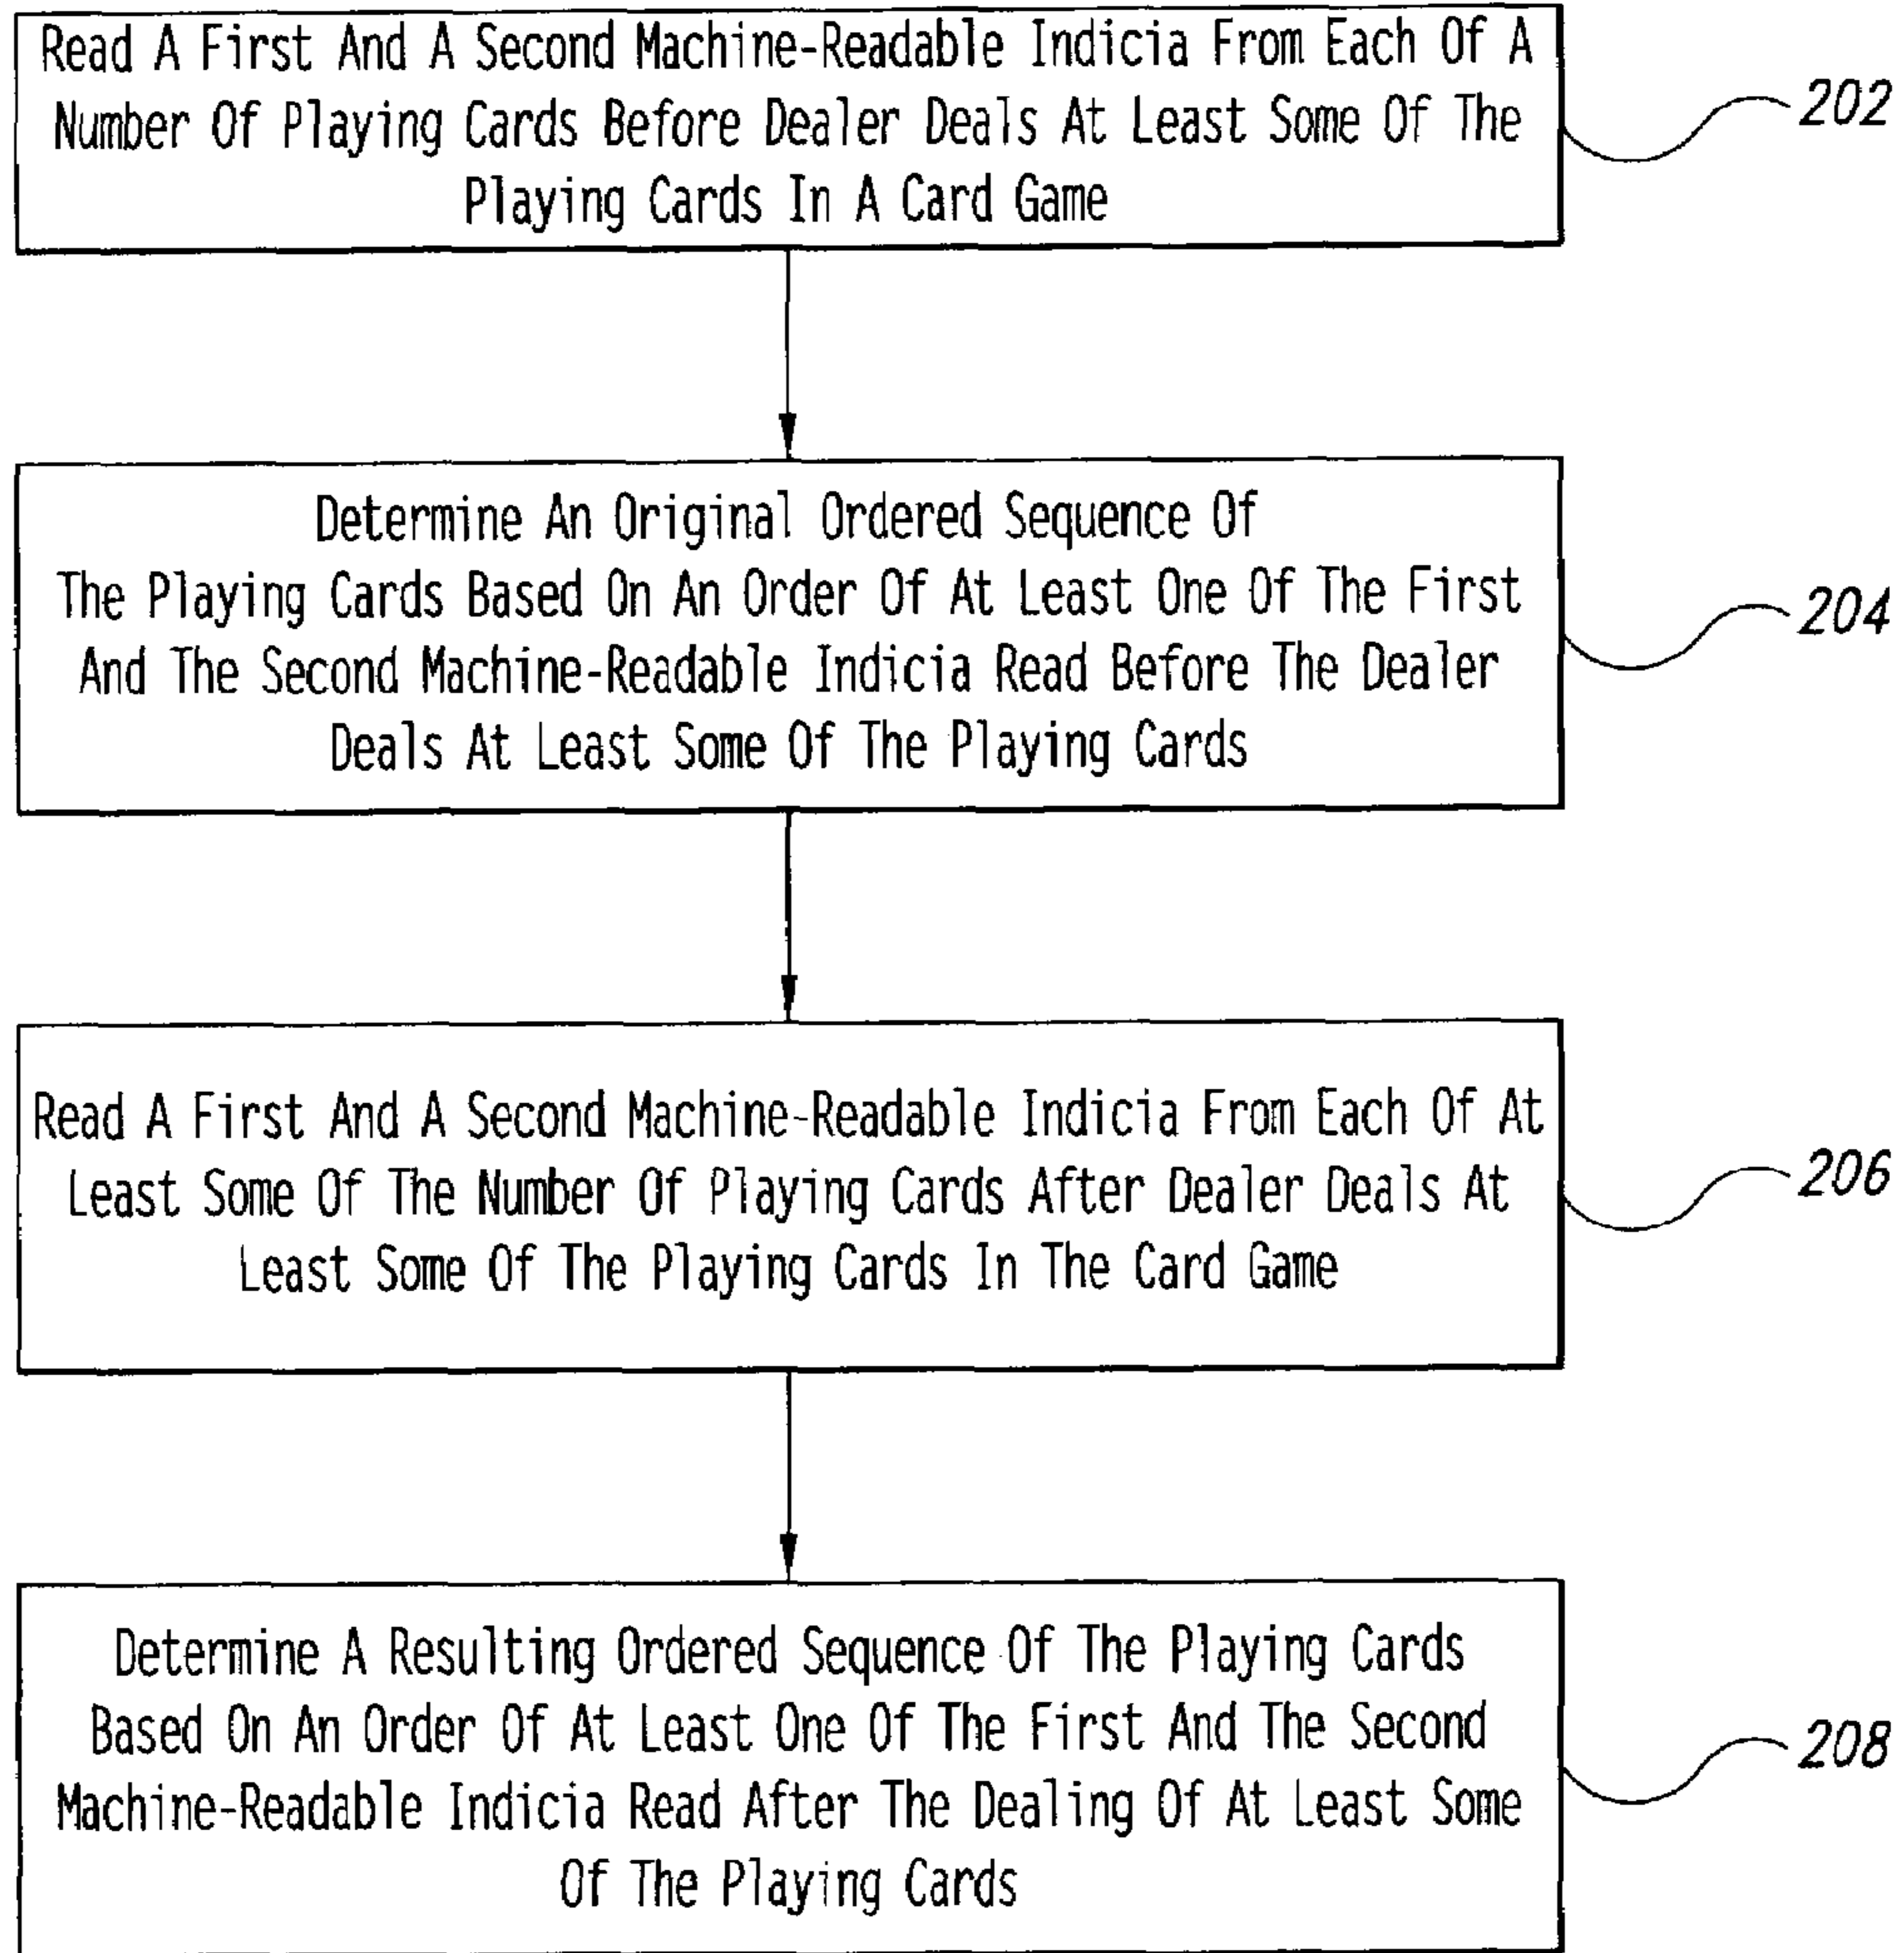 Read A First And A Second Machine-Readable Indicia From Each Of A
Number Of Playing Cards Before Dealer Deals At Least Some Of The
Playing Cards In A Card Game
202
Determine An Original Ordered Sequence Of
The Playing Cards Based On An Order Of At Least One Of The First
And The Second Machine-Readable Indicia Read Before The Dealer
Deals At Least Some Of The Playing Cards
204
Read A First And A Second Machine-Readable Indicia From Each Of At
Least Some Of The Number Of Playing Cards After Dealer Deals At
Least Some Of The Playing Cards In The Card Game
206
Determine A Resulting Ordered Sequence Of The Playing Cards
Based On An Order Of At Least One Of The First And The Second
Machine-Readable Indicia Read After The Dealing Of At Least Some
Of The Playing Cards
208